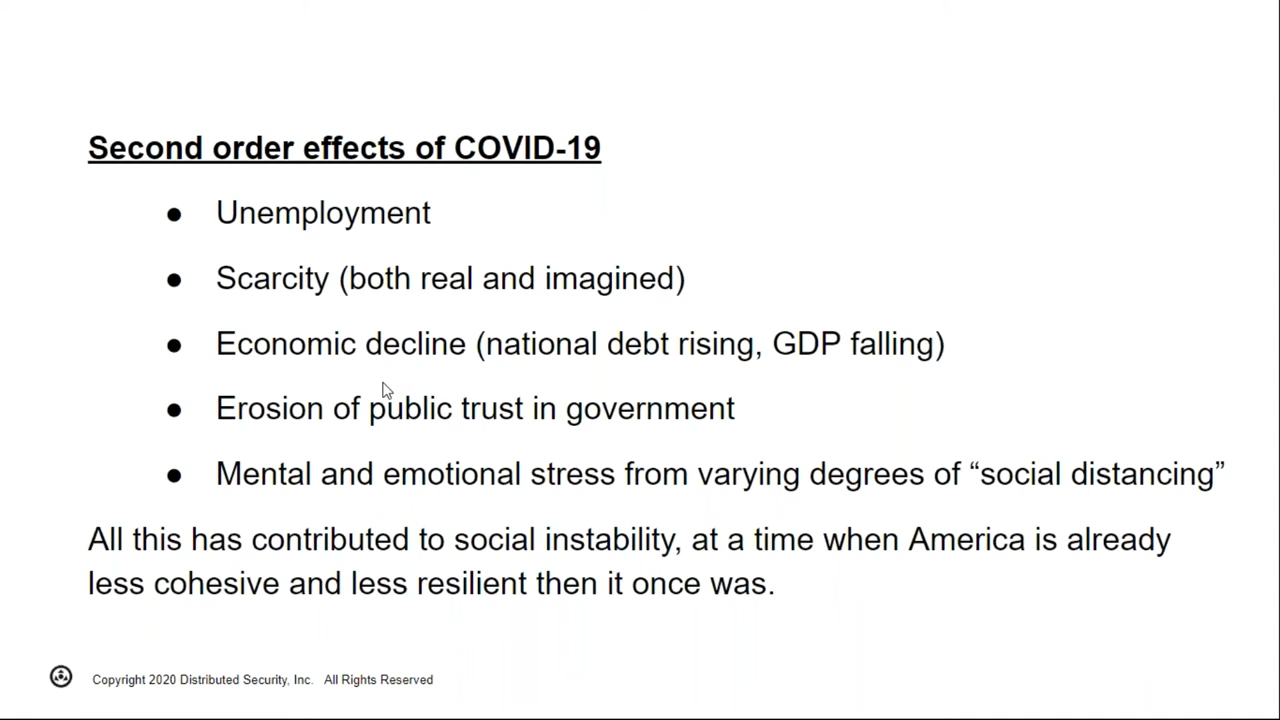 Second order effects of COVID-19
● Unemployment
● Scarcity (both real and imagined)
● Economic decline (national debt rising, GDP falling)
● Erosion of public trust in government
● Mental and emotional stress from varying degrees of “social distancing”
All this has contributed to social instability, at a time when America is already
less cohesive and less resilient then it once was.
Copyright 2020 Distributed Security, Inc. All Rights Reserved